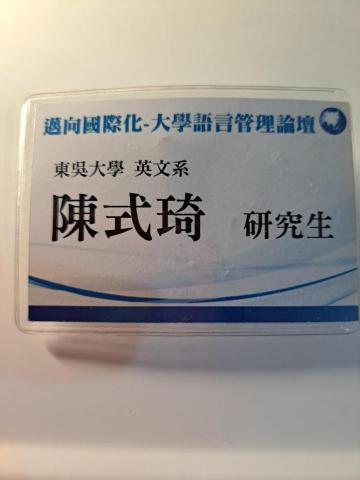 邁向國際化-大學語言管理論壇
東吳大學 英文系
陳式琦 研究生